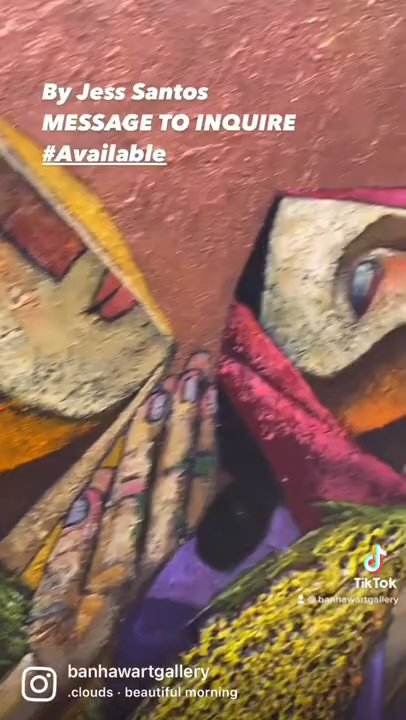 By Jess Santos
MESSAGE TO INQUIRE
#Available
TikTok
@banhawartgallery
banhawartgallery
.clouds · beautiful morning